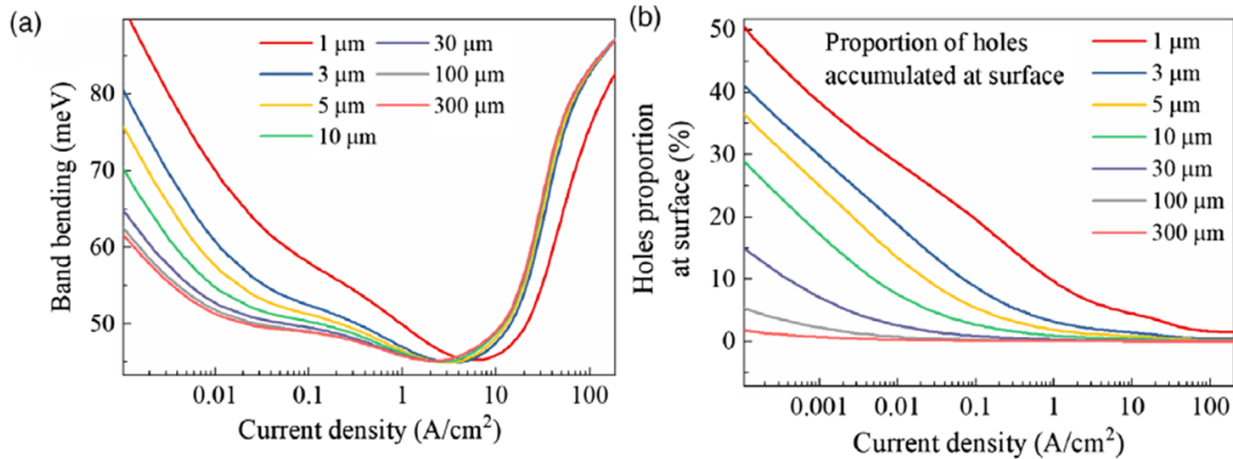 (a)
1 μm
30 μm
3 μm
100 μm
5 μm
300 μm
10 μm
Band bending (meV)
80
70
60
50
0.01
0.1
1
10
100
Current density (A/cm²)
(b)
Proportion of holes
accumulated at surface
1 μm
3 μm
5 μm
10 μm
30 μm
100 μm
300 μm
Holes proportion
at surface (%)
50
40
30
20
10
0
0.001
0.01
0.1
1
10
100
Current density (A/cm²)